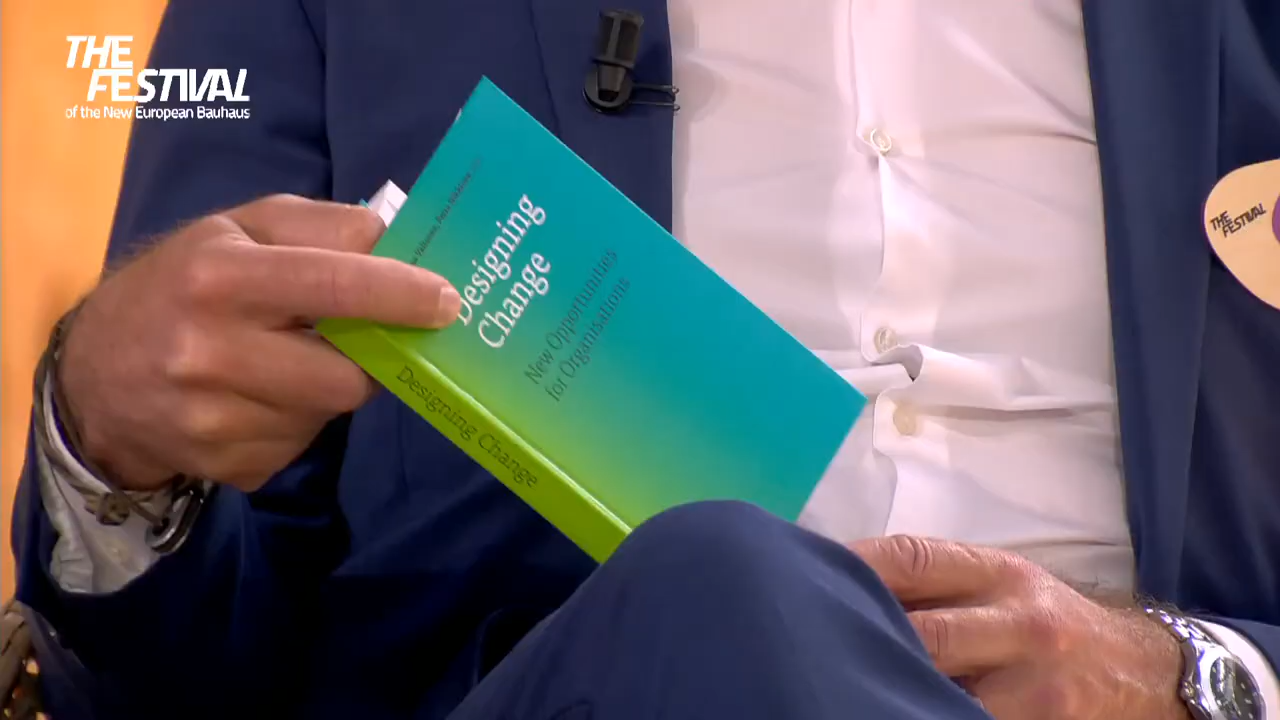 THE
FESTIVAL
of the New European Bauhaus
Designing
Change
New Opportunities
for Organisations
Designing Change
THE
FESTIVAL